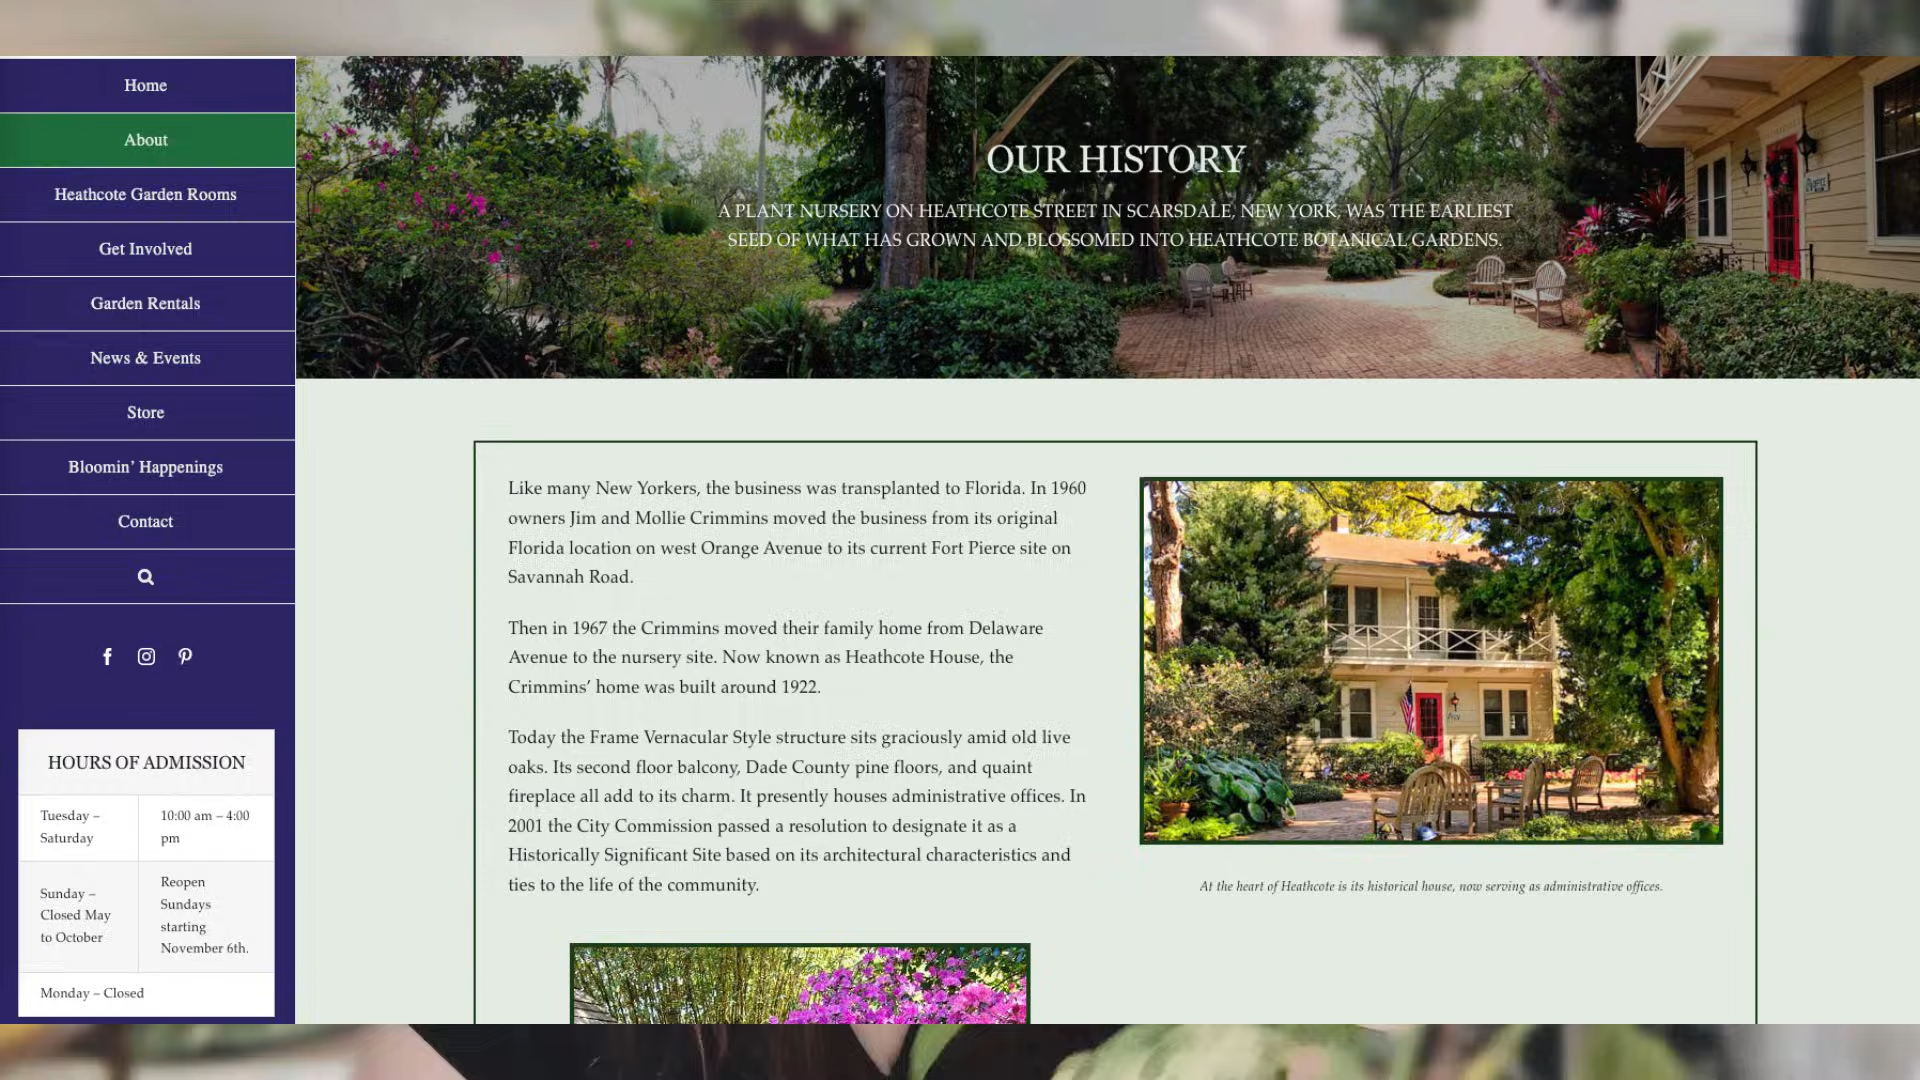 Home
About
Heathcote Garden Rooms
Get Involved
Garden Rentals
News & Events
Store
Bloomin’ Happenings
Contact
HOURS OF ADMISSION
Tuesday –
Saturday
10:00 am – 4:00
pm
Sunday –
Closed May
to October
Reopen
Sundays
starting
November 6th.
Monday – Closed
OUR HISTORY
A PLANT NURSERY ON HEATHCOTE STREET IN SCARSDALE, NEW YORK, WAS THE EARLIEST
SEED OF WHAT HAS GROWN AND BLOSSOMED INTO HEATHCOTE BOTANICAL GARDENS.
Like many New Yorkers, the business was transplanted to Florida. In 1960
owners Jim and Mollie Crimmins moved the business from its original
Florida location on west Orange Avenue to its current Fort Pierce site on
Savannah Road.
Then in 1967 the Crimmins moved their family home from Delaware
Avenue to the nursery site. Now known as Heathcote House, the
Crimmins’ home was built around 1922.
Today the Frame Vernacular Style structure sits graciously amid old live
oaks. Its second floor balcony, Dade County pine floors, and quaint
fireplace all add to its charm. It presently houses administrative offices. In
2001 the City Commission passed a resolution to designate it as a
Historically Significant Site based on its architectural characteristics and
ties to the life of the community.
At the heart of Heathcote is its historical house, now serving as administrative offices.